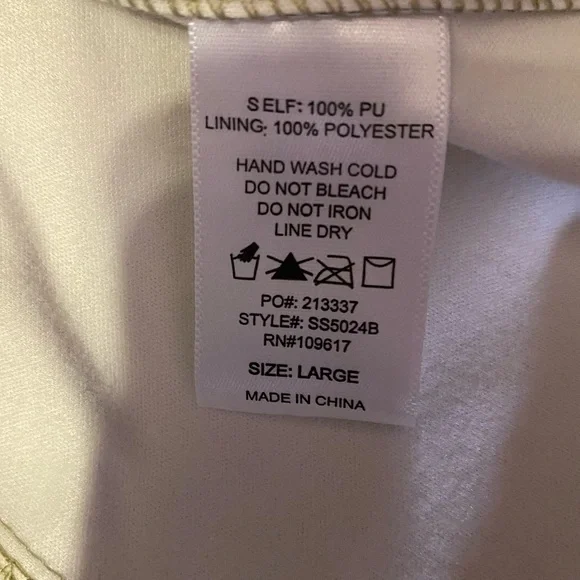 SELF: 100% PU
LINING: 100% POLYESTER
HAND WASH COLD
DO NOT BLEACH
DO NOT IRON
LINE DRY
PO#: 213337
STYLE#: SS5024B
RN#109617
SIZE: LARGE
MADE IN CHINA